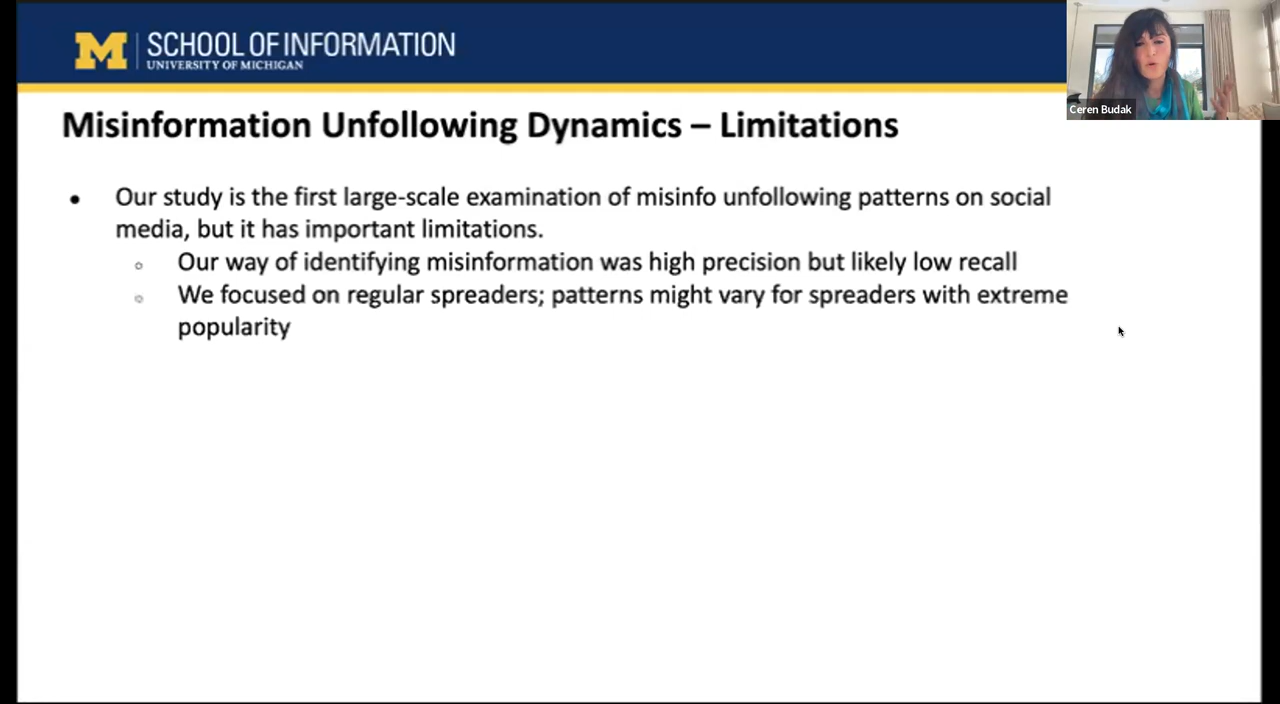 M
SCHOOL OF INFORMATION
UNIVERSITY OF MICHIGAN
Ceren Budak
Misinformation Unfollowing Dynamics – Limitations
• Our study is the first large-scale examination of misinfo unfollowing patterns on social
media, but it has important limitations.
○ Our way of identifying misinformation was high precision but likely low recall
○ We focused on regular spreaders; patterns might vary for spreaders with extreme
popularity